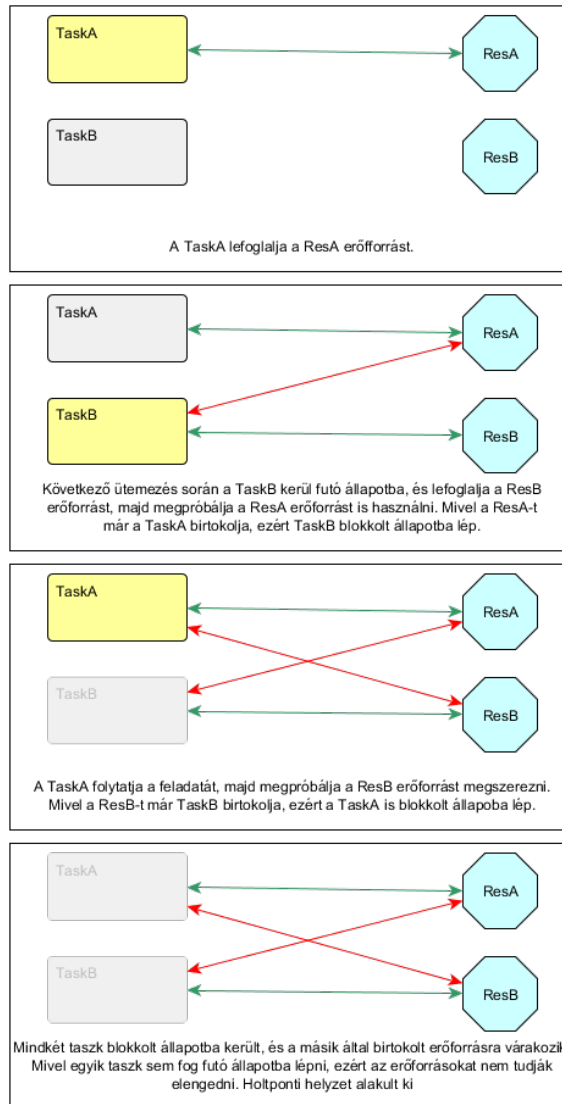 TaskA
ResA
TaskB
ResB
A TaskA lefoglalja a ResA erőfforrást.
TaskA
ResA
TaskB
ResB
Következő ütemezés során a TaskB kerül futó állapotba, és lefoglalja a ResB
erőforrást, majd megpróbálja a ResA erőforrást is használni. Mivel a ResA-t
már a TaskA birtokolja, ezért TaskB blokkolt állapotba lép.
TaskA
ResA
TaskB
ResB
A TaskA folytatja a feladatát, majd megpróbálja a ResB erőforrást megszerezni.
Mivel a ResB-t már TaskB birtokolja, ezért a TaskA is blokkolt állapoba lép.
TaskA
ResA
TaskB
ResB
Mindkét taszk blokkolt állapotba került, és a másik által birtokolt erőforrásra várakozik
Mivel egyik taszk sem fog futó állapotba lépni, ezért az erőforrásokat nem tudják
elengedni. Holtponti helyzet alakult ki